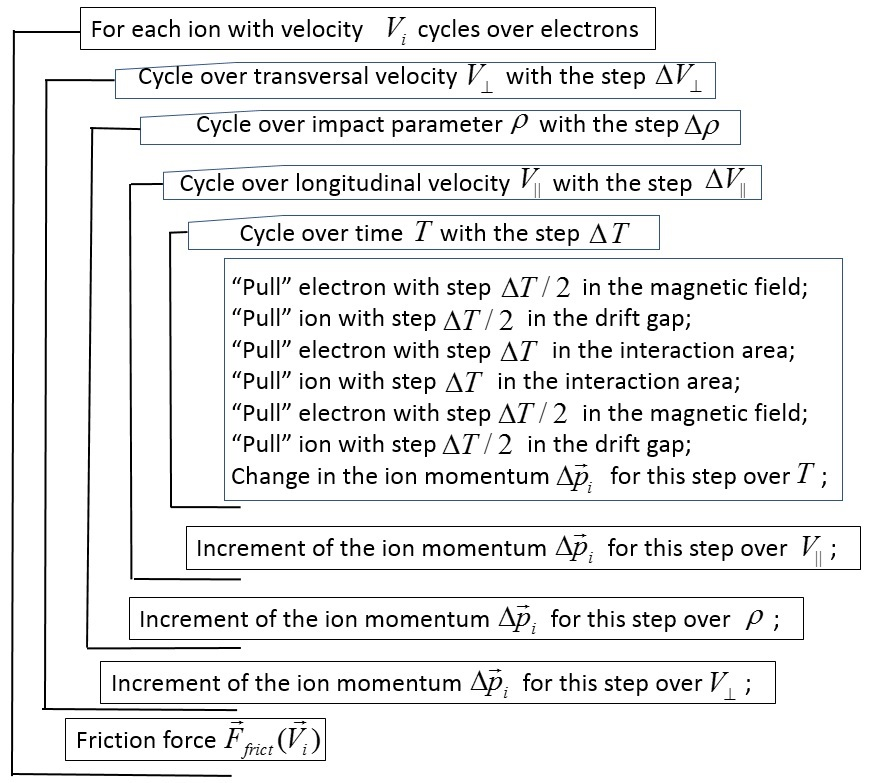 For each ion with velocity V_i cycles over electrons
Cycle over transversal velocity V_⊥ with the step ΔV_⊥
Cycle over impact parameter ρ with the step Δρ
Cycle over longitudinal velocity V_|| with the step ΔV_||
Cycle over time T with the step ΔT
“Pull” electron with step ΔT / 2 in the magnetic field;
“Pull” ion with step ΔT / 2 in the drift gap;
“Pull” electron with step ΔT in the interaction area;
“Pull” ion with step ΔT in the interaction area;
“Pull” electron with step ΔT / 2 in the magnetic field;
“Pull” ion with step ΔT / 2 in the drift gap;
Change in the ion momentum Δp⃗_i for this step over T ;
Increment of the ion momentum Δp⃗_i for this step over V_|| ;
Increment of the ion momentum Δp⃗_i for this step over ρ ;
Increment of the ion momentum Δp⃗_i for this step over V_⊥ ;
Friction force F⃗_frict(V⃗_i)